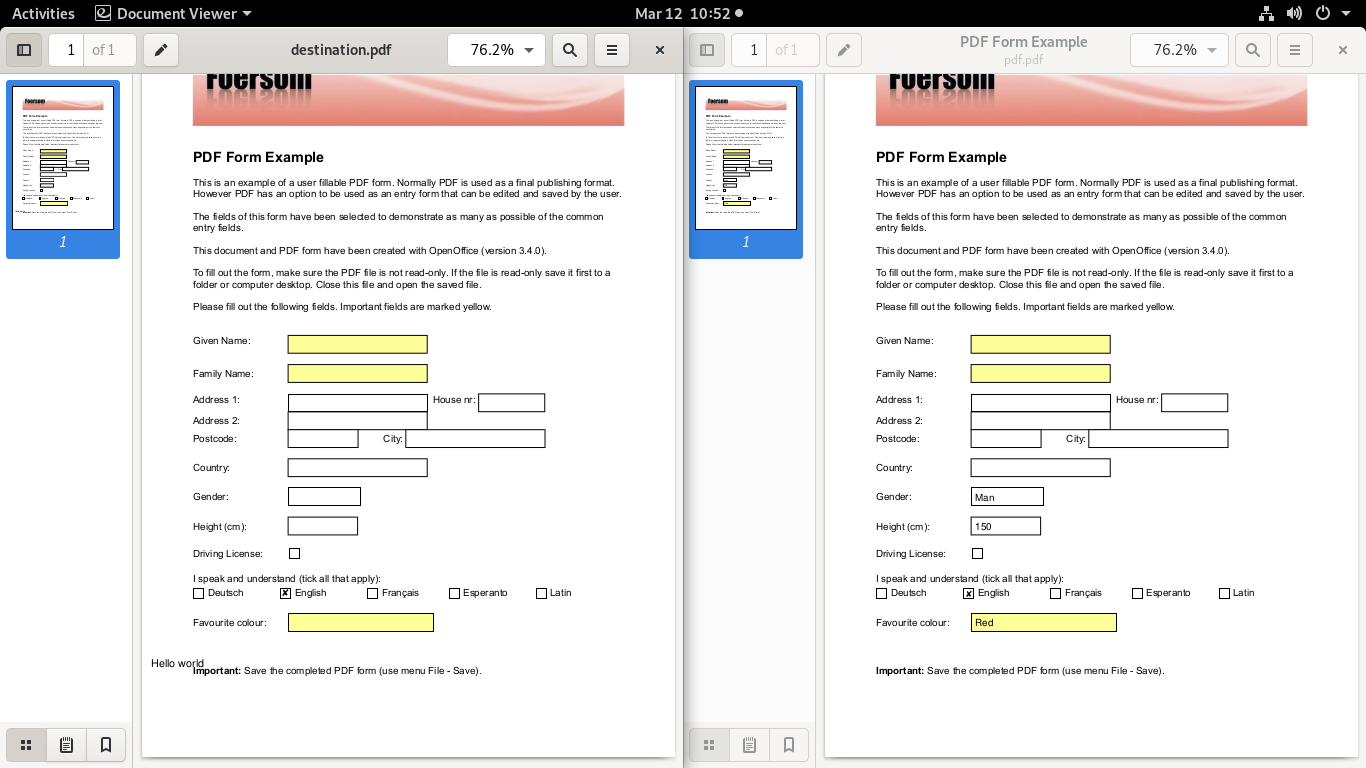 Activities Document Viewer Mar 12 10:52
1 of 1 destination.pdf 76.2%
1
Foersom
PDF Form Example
This is an example of a user fillable PDF form. Normally PDF is used as a final publishing format.
However PDF has an option to be used as an entry form that can be edited and saved by the user.
The fields of this form have been selected to demonstrate as many as possible of the common
entry fields.
This document and PDF form have been created with OpenOffice (version 3.4.0).
To fill out the form, make sure the PDF file is not read-only. If the file is read-only save it first to a
folder or computer desktop. Close this file and open the saved file.
Please fill out the following fields. Important fields are marked yellow.
Given Name:
Family Name:
Address 1: House nr:
Address 2:
Postcode: City:
Country:
Gender:
Height (cm):
Driving License:
I speak and understand (tick all that apply):
Deutsch English Français Esperanto Latin
Favourite colour:
Hello world
Important: Save the completed PDF form (use menu File - Save).
1 of 1 PDF Form Example 76.2%
pdf.pdf
1
Foersom
PDF Form Example
This is an example of a user fillable PDF form. Normally PDF is used as a final publishing format.
However PDF has an option to be used as an entry form that can be edited and saved by the user.
The fields of this form have been selected to demonstrate as many as possible of the common
entry fields.
This document and PDF form have been created with OpenOffice (version 3.4.0).
To fill out the form, make sure the PDF file is not read-only. If the file is read-only save it first to a
folder or computer desktop. Close this file and open the saved file.
Please fill out the following fields. Important fields are marked yellow.
Given Name:
Family Name:
Address 1: House nr:
Address 2:
Postcode: City:
Country:
Gender: Man
Height (cm): 150
Driving License:
I speak and understand (tick all that apply):
Deutsch English Français Esperanto Latin
Favourite colour: Red
Important: Save the completed PDF form (use menu File - Save).